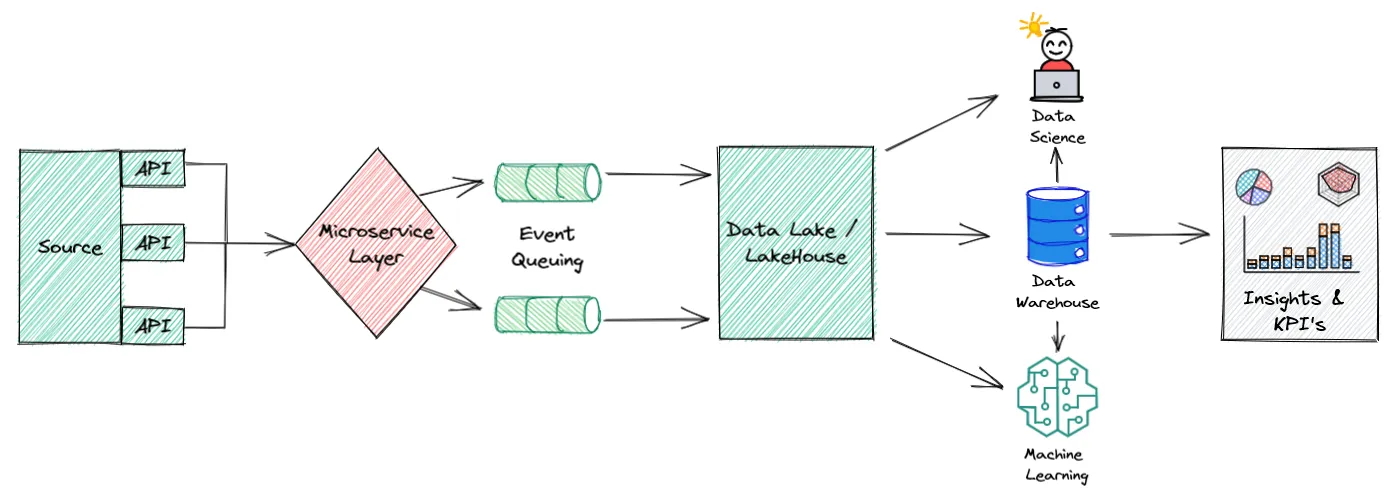 Source
API
API
API
Microservice
Layer
Event
Queuing
Data Lake /
LakeHouse
Data
Science
Data
Warehouse
Machine
Learning
Insights &
KPI's